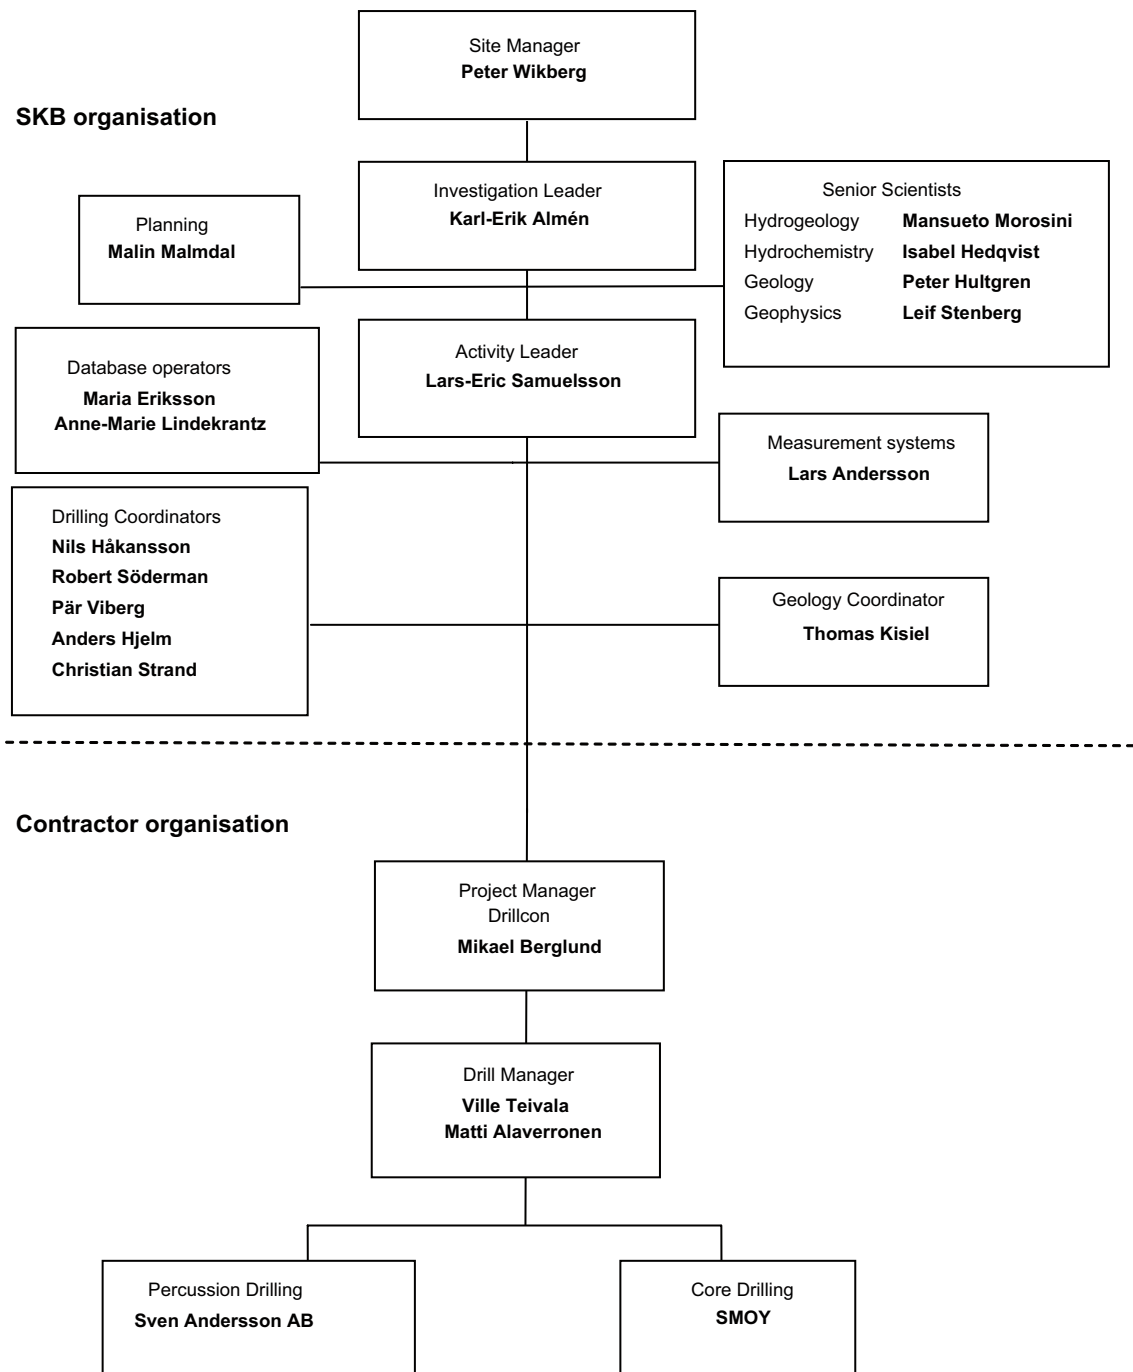 Site Manager
Peter Wikberg
SKB organisation
Investigation Leader
Karl-Erik Almén
Senior Scientists
Hydrogeology Mansueto Morosini
Hydrochemistry Isabel Hedqvist
Geology Peter Hultgren
Geophysics Leif Stenberg
Planning
Malin Malmdal
Activity Leader
Lars-Eric Samuelsson
Database operators
Maria Eriksson
Anne-Marie Lindekrantz
Measurement systems
Lars Andersson
Drilling Coordinators
Nils Håkansson
Robert Söderman
Pär Viberg
Anders Hjelm
Christian Strand
Geology Coordinator
Thomas Kisiel
Contractor organisation
Project Manager
Drillcon
Mikael Berglund
Drill Manager
Ville Teivala
Matti Alaverronen
Percussion Drilling
Sven Andersson AB
Core Drilling
SMOY